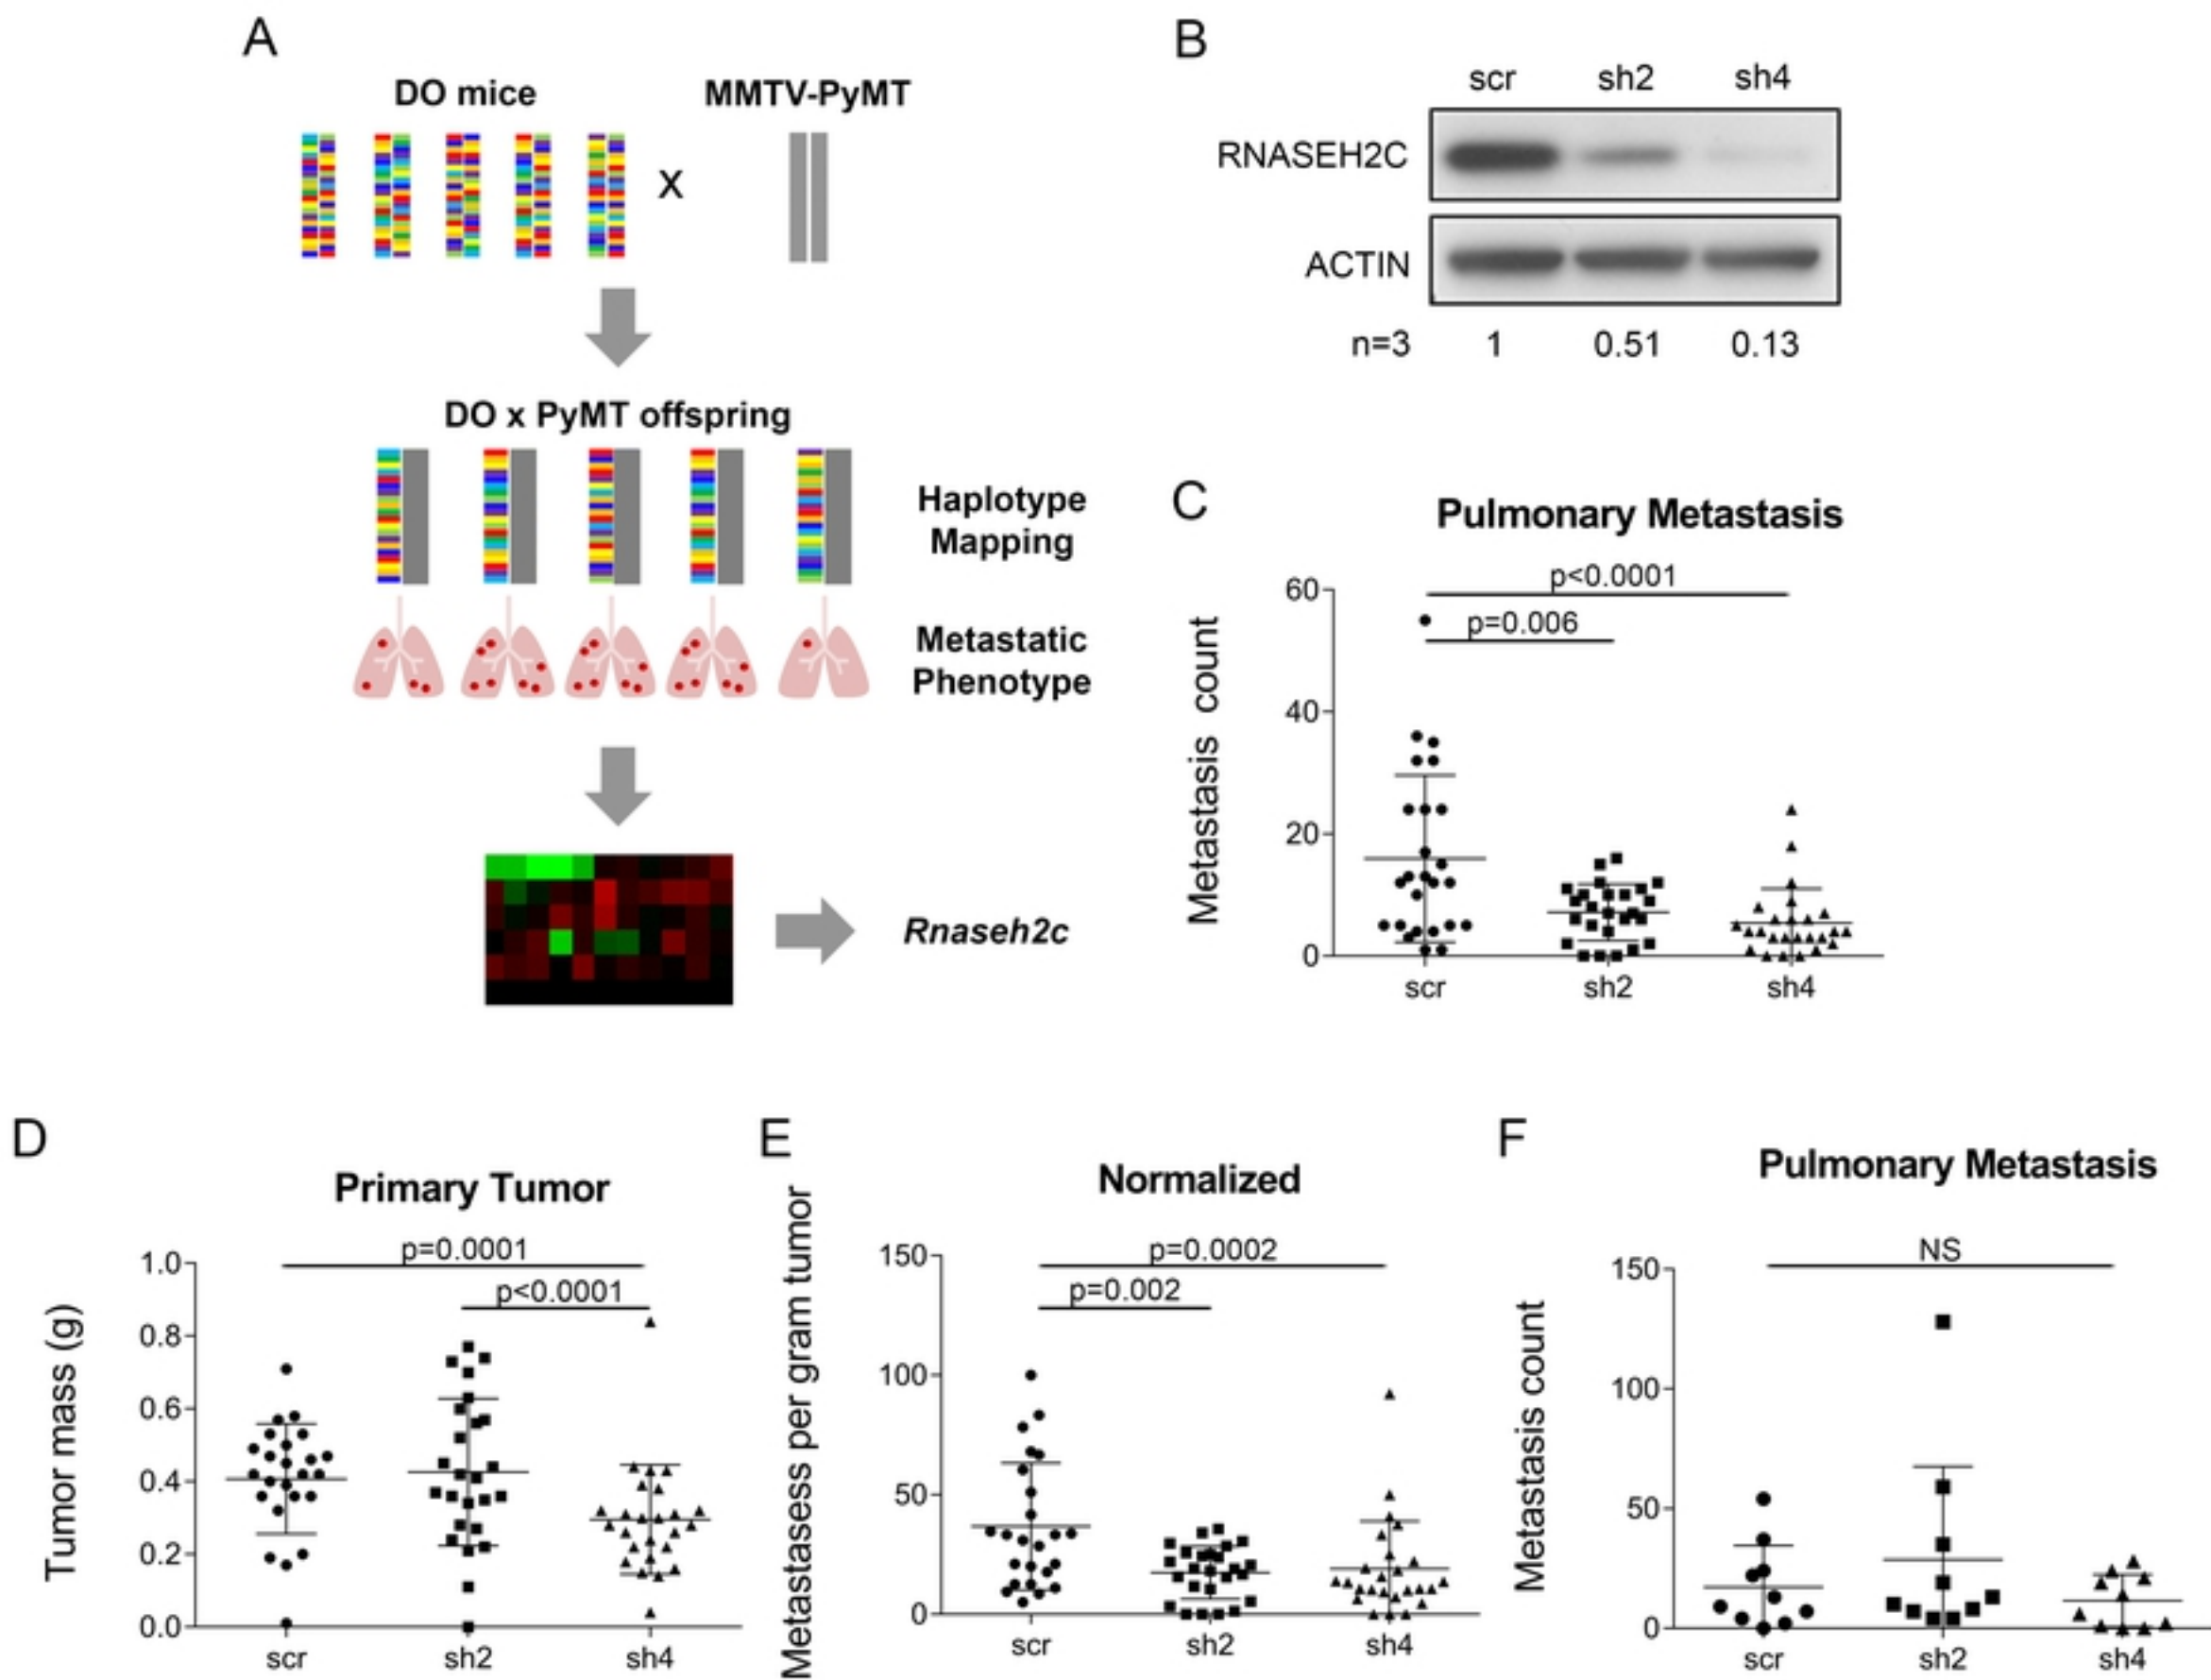 A
DO mice
MMTV-PyMT
x
DO x PyMT offspring
Haplotype
Mapping
Metastatic
Phenotype
Rnaseh2c
B
scr sh2 sh4
RNASEH2C
ACTIN
n=3 1 0.51 0.13
C
Pulmonary Metastasis
p<0.0001
p=0.006
Metastasis count
60
40
20
0
scr sh2 sh4
D
Primary Tumor
p=0.0001
p<0.0001
Tumor mass (g)
1.0
0.8
0.6
0.4
0.2
0.0
scr sh2 sh4
E
Normalized
p=0.0002
p=0.002
Metastasess per gram tumor
150
100
50
0
scr sh2 sh4
F
Pulmonary Metastasis
NS
Metastasis count
150
100
50
0
scr sh2 sh4